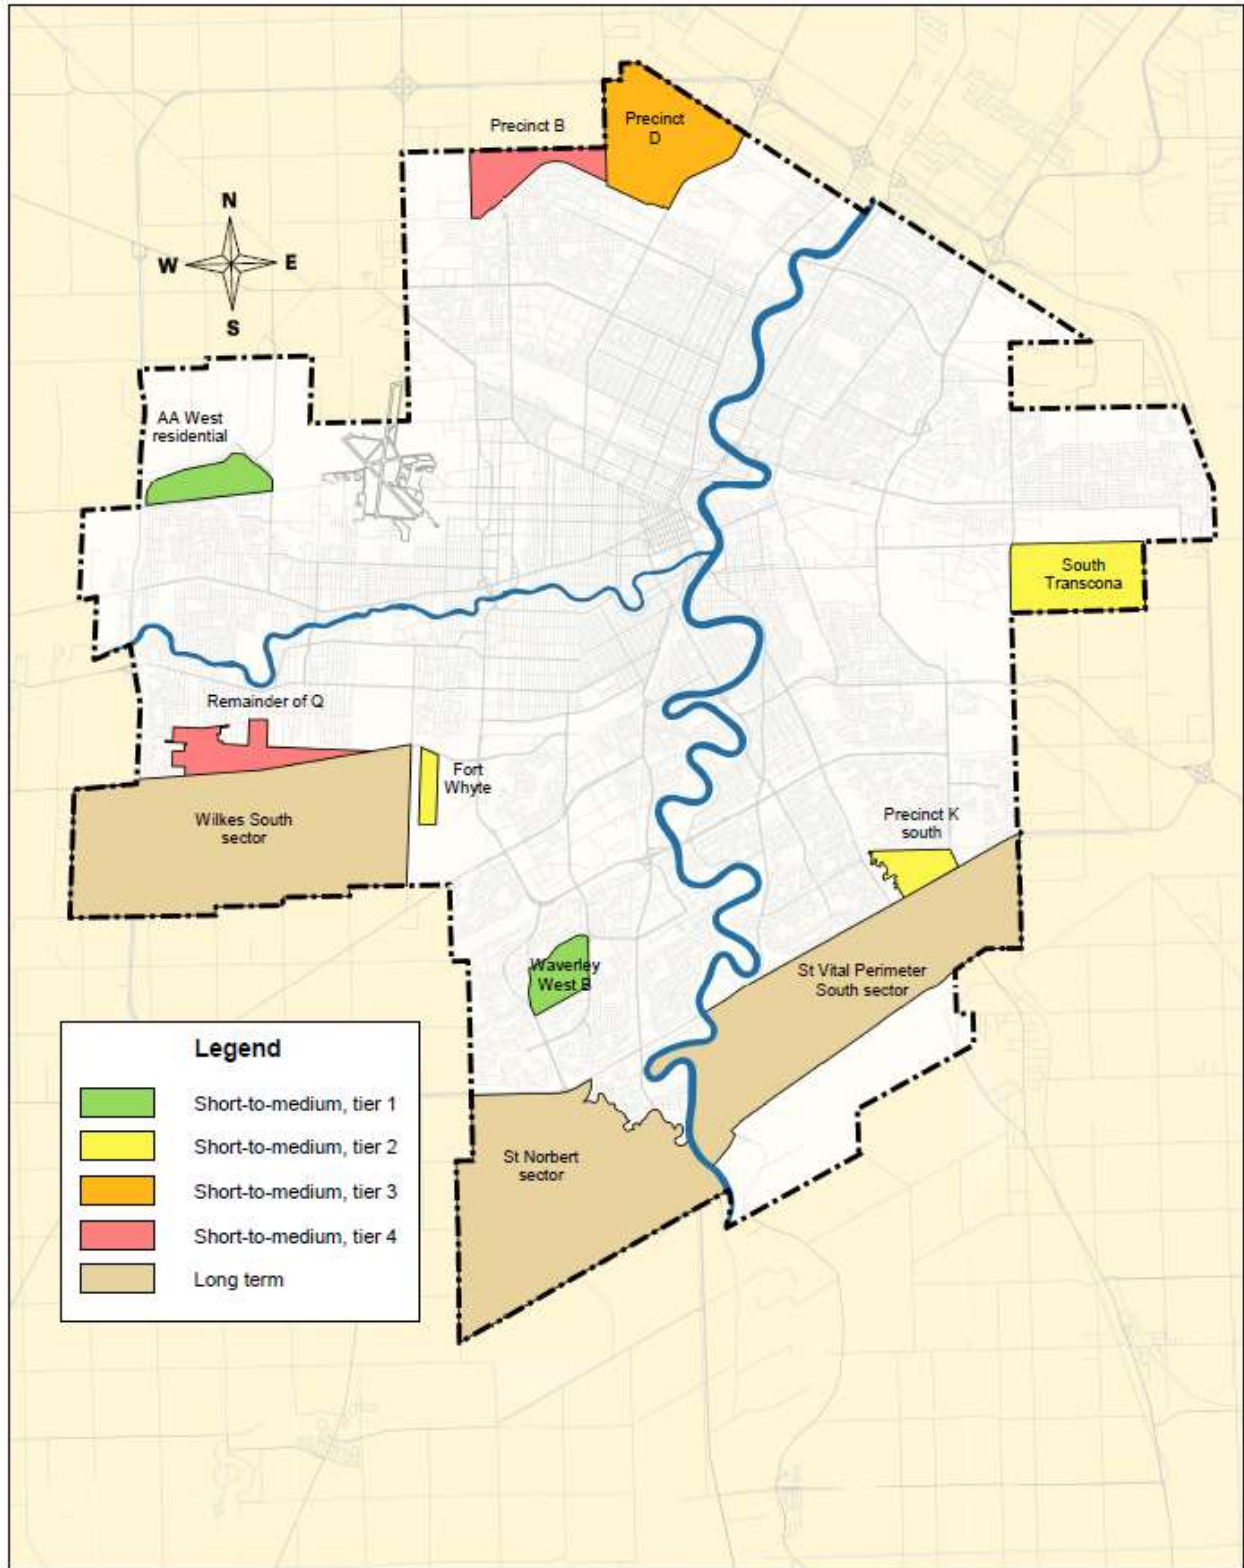 Precinct B
Precinct
D
N
W
E
S
AA West
residential
South
Transcona
Remainder of Q
Fort
Whyte
Wilkes South
sector
Precinct K
south
Waverley
West B
St Vital Perimeter
South sector
St Norbert
sector
Legend
Short-to-medium, tier 1
Short-to-medium, tier 2
Short-to-medium, tier 3
Short-to-medium, tier 4
Long term